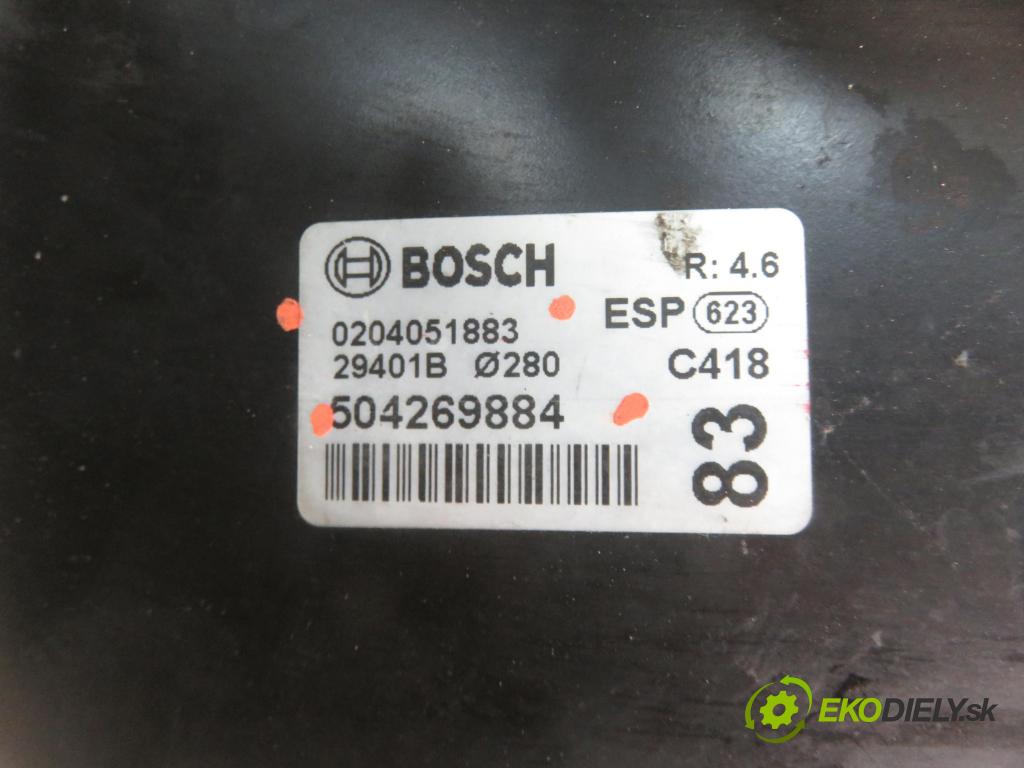 BOSCH
R: 4.6
ESP 623
0204051883
29401B Ø280
C418
504269884
83
EKODIELY.sk